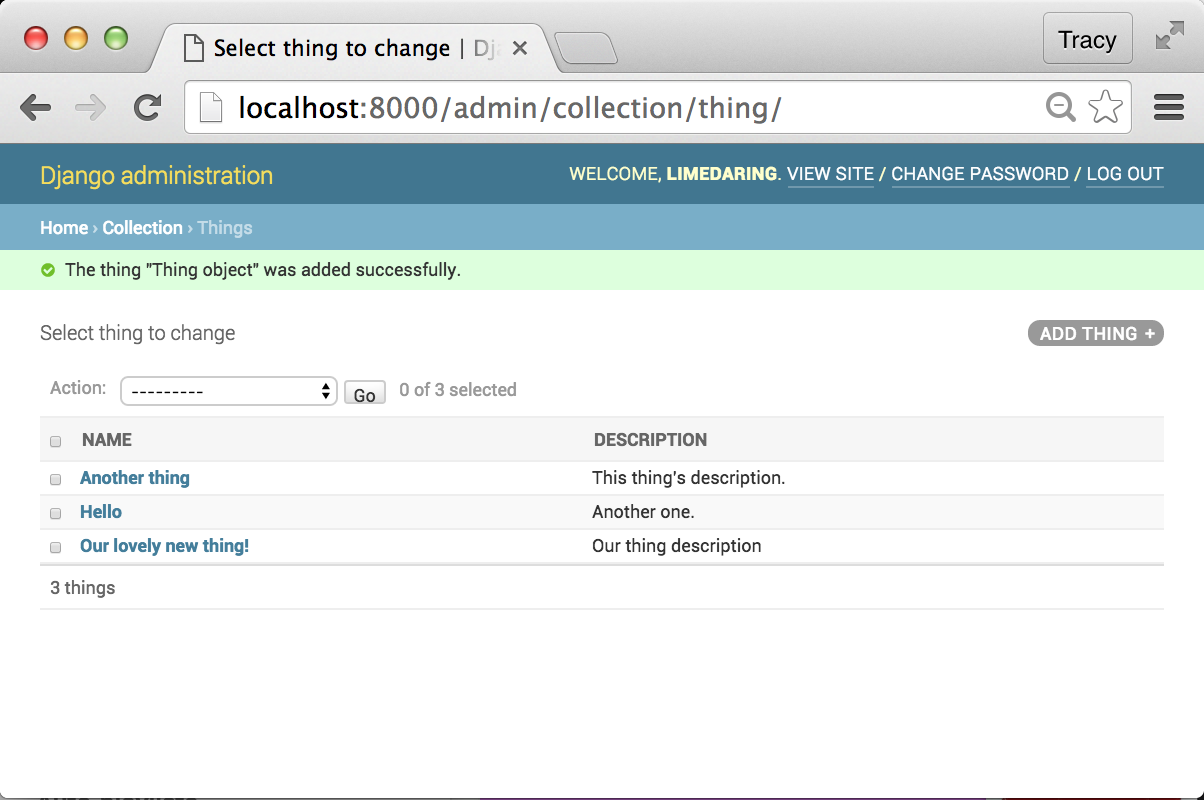 Select thing to change | Dj
Tracy
localhost:8000/admin/collection/thing/
Django administration
WELCOME, LIMEDARING. VIEW SITE / CHANGE PASSWORD / LOG OUT
Home › Collection › Things
The thing "Thing object" was added successfully.
Select thing to change
ADD THING +
Action: --------- Go 0 of 3 selected
NAME DESCRIPTION
Another thing This thing's description.
Hello Another one.
Our lovely new thing! Our thing description
3 things